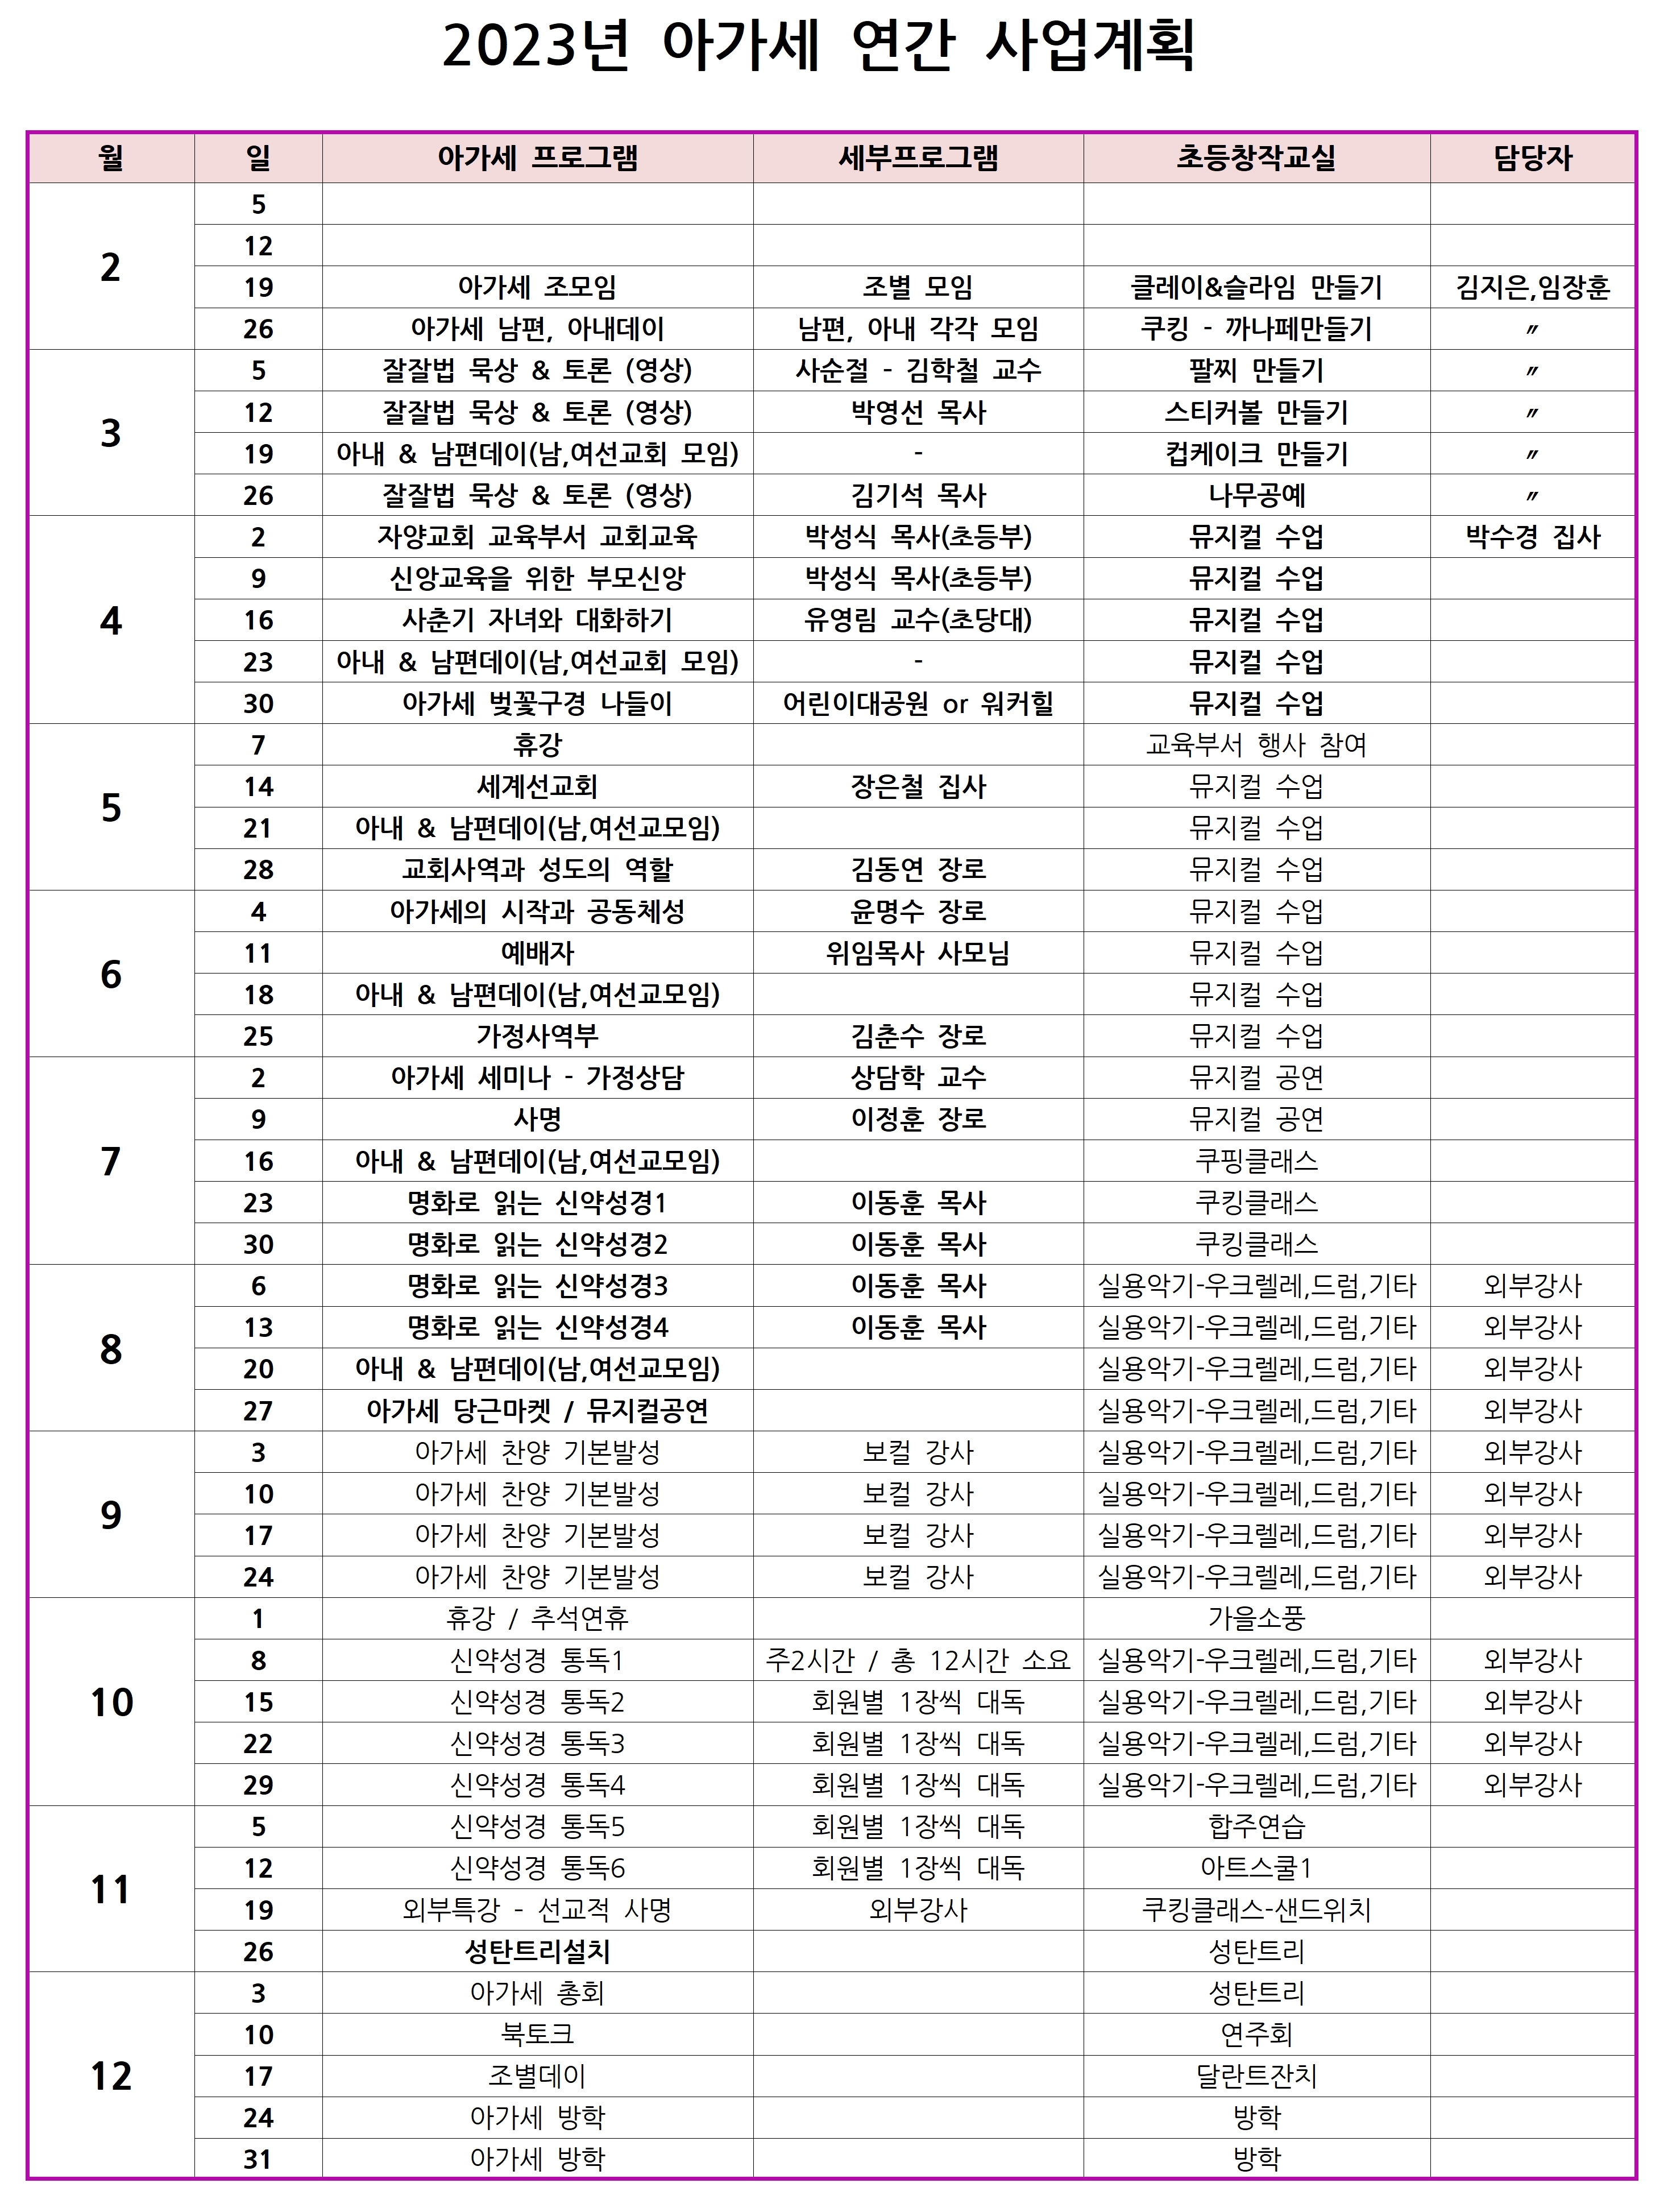 2023년 아가세 연간 사업계획
월 일 아가세 프로그램 세부프로그램 초등창작교실 담당자
2
5
12
19 아가세 조모임 조별 모임 클레이&슬라임 만들기 김지은,임장훈
26 아가세 남편, 아내데이 남편, 아내 각각 모임 쿠킹 - 까나페만들기 〃
3
5 잘잘법 묵상 & 토론 (영상) 사순절 - 김학철 교수 팔찌 만들기 〃
12 잘잘법 묵상 & 토론 (영상) 박영선 목사 스티커볼 만들기 〃
19 아내 & 남편데이(남,여선교회 모임) - 컵케이크 만들기 〃
26 잘잘법 묵상 & 토론 (영상) 김기석 목사 나무공예 〃
4
2 자양교회 교육부서 교회교육 박성식 목사(초등부) 뮤지컬 수업 박수경 집사
9 신앙교육을 위한 부모신앙 박성식 목사(초등부) 뮤지컬 수업
16 사춘기 자녀와 대화하기 유영림 교수(초당대) 뮤지컬 수업
23 아내 & 남편데이(남,여선교회 모임) - 뮤지컬 수업
30 아가세 벚꽃구경 나들이 어린이대공원 or 워커힐 뮤지컬 수업
5
7 휴강 교육부서 행사 참여
14 세계선교회 장은철 집사 뮤지컬 수업
21 아내 & 남편데이(남,여선교모임) 뮤지컬 수업
28 교회사역과 성도의 역할 김동연 장로 뮤지컬 수업
6
4 아가세의 시작과 공동체성 윤명수 장로 뮤지컬 수업
11 예배자 위임목사 사모님 뮤지컬 수업
18 아내 & 남편데이(남,여선교모임) 뮤지컬 수업
25 가정사역부 김춘수 장로 뮤지컬 수업
7
2 아가세 세미나 - 가정상담 상담학 교수 뮤지컬 공연
9 사명 이정훈 장로 뮤지컬 공연
16 아내 & 남편데이(남,여선교모임) 쿠핑클래스
23 명화로 읽는 신약성경1 이동훈 목사 쿠킹클래스
30 명화로 읽는 신약성경2 이동훈 목사 쿠킹클래스
8
6 명화로 읽는 신약성경3 이동훈 목사 실용악기-우크렐레,드럼,기타 외부강사
13 명화로 읽는 신약성경4 이동훈 목사 실용악기-우크렐레,드럼,기타 외부강사
20 아내 & 남편데이(남,여선교모임) 실용악기-우크렐레,드럼,기타 외부강사
27 아가세 당근마켓 / 뮤지컬공연 실용악기-우크렐레,드럼,기타 외부강사
9
3 아가세 찬양 기본발성 보컬 강사 실용악기-우크렐레,드럼,기타 외부강사
10 아가세 찬양 기본발성 보컬 강사 실용악기-우크렐레,드럼,기타 외부강사
17 아가세 찬양 기본발성 보컬 강사 실용악기-우크렐레,드럼,기타 외부강사
24 아가세 찬양 기본발성 보컬 강사 실용악기-우크렐레,드럼,기타 외부강사
10
1 휴강 / 추석연휴 가을소풍
8 신약성경 통독1 주2시간 / 총 12시간 소요 실용악기-우크렐레,드럼,기타 외부강사
15 신약성경 통독2 회원별 1장씩 대독 실용악기-우크렐레,드럼,기타 외부강사
22 신약성경 통독3 회원별 1장씩 대독 실용악기-우크렐레,드럼,기타 외부강사
29 신약성경 통독4 회원별 1장씩 대독 실용악기-우크렐레,드럼,기타 외부강사
11
5 신약성경 통독5 회원별 1장씩 대독 합주연습
12 신약성경 통독6 회원별 1장씩 대독 아트스쿨1
19 외부특강 - 선교적 사명 외부강사 쿠킹클래스-샌드위치
26 성탄트리설치 성탄트리
12
3 아가세 총회 성탄트리
10 북토크 연주회
17 조별데이 달란트잔치
24 아가세 방학 방학
31 아가세 방학 방학